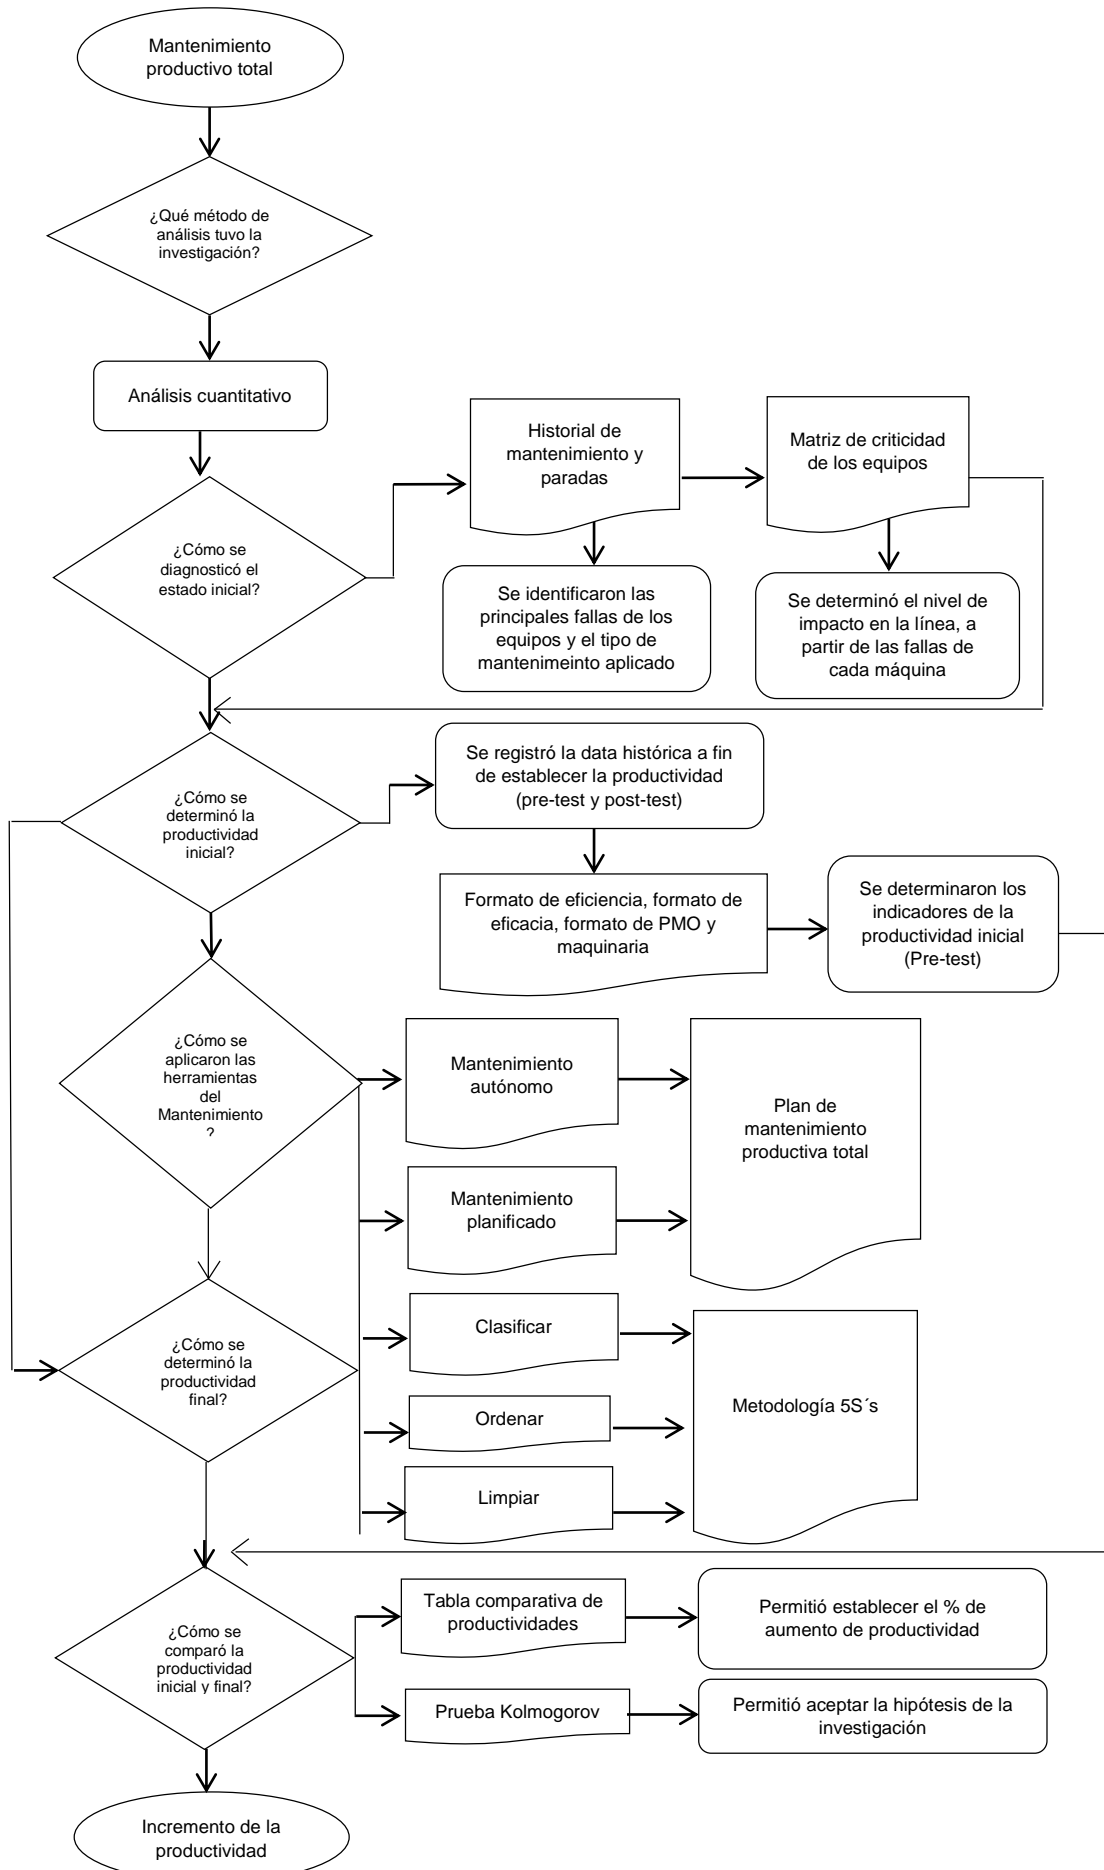 Mantenimiento
productivo total
¿Qué método de
análisis tuvo la
investigación?
Análisis cuantitativo
Historial de
mantenimiento y
paradas
Matriz de criticidad
de los equipos
¿Cómo se
diagnosticó el
estado inicial?
Se identificaron las
principales fallas de los
equipos y el tipo de
mantenimeinto aplicado
Se determinó el nivel de
impacto en la línea, a
partir de las fallas de
cada máquina
¿Cómo se
determinó la
productividad
inicial?
Se registró la data histórica a fin
de establecer la productividad
(pre-test y post-test)
Formato de eficiencia, formato de
eficacia, formato de PMO y
maquinaria
Se determinaron los
indicadores de la
productividad inicial
(Pre-test)
¿Cómo se
aplicaron las
herramientas
del
Mantenimiento
?
Mantenimiento
autónomo
Plan de
mantenimiento
productiva total
Mantenimiento
planificado
¿Cómo se
determinó la
productividad
final?
Clasificar
Ordenar
Limpiar
Metodología 5S´s
¿Cómo se
comparó la
productividad
inicial y final?
Tabla comparativa de
productividades
Permitió establecer el % de
aumento de productividad
Prueba Kolmogorov
Permitió aceptar la hipótesis de la
investigación
Incremento de la
productividad